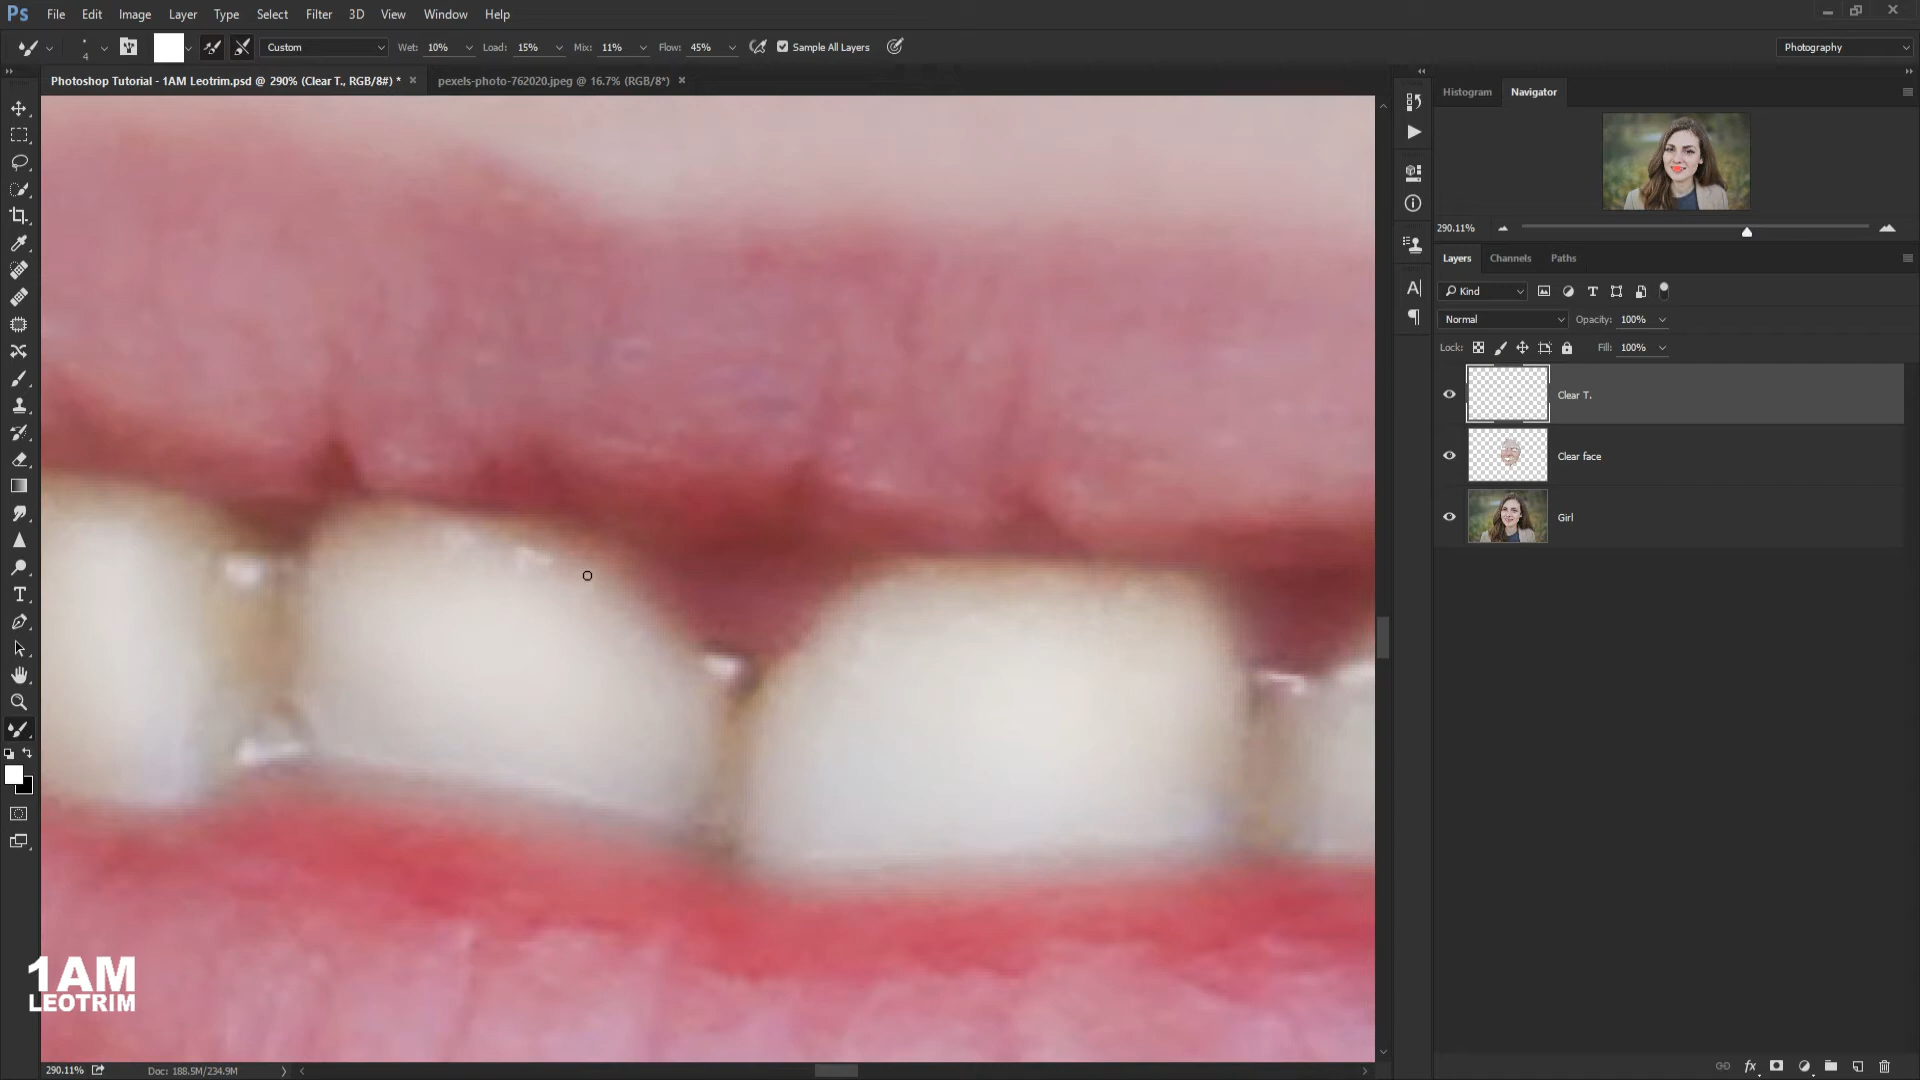 Ps File Edit Image Layer Type Select Filter 3D View Window Help
4 Custom Wet: 10% Load: 15% Mix: 11% Flow: 45% Sample All Layers Photography
Photoshop Tutorial - 1AM Leotrim.psd @ 290% (Clear T., RGB/8#) * pexels-photo-762020.jpeg @ 16.7% (RGB/8*)
Histogram Navigator
290.11%
Layers Channels Paths
Kind
Normal Opacity: 100%
Lock: Fill: 100%
Clear T.
Clear face
Girl
1AM
LEOTRIM
290.11% Doc: 188.5M/234.9M